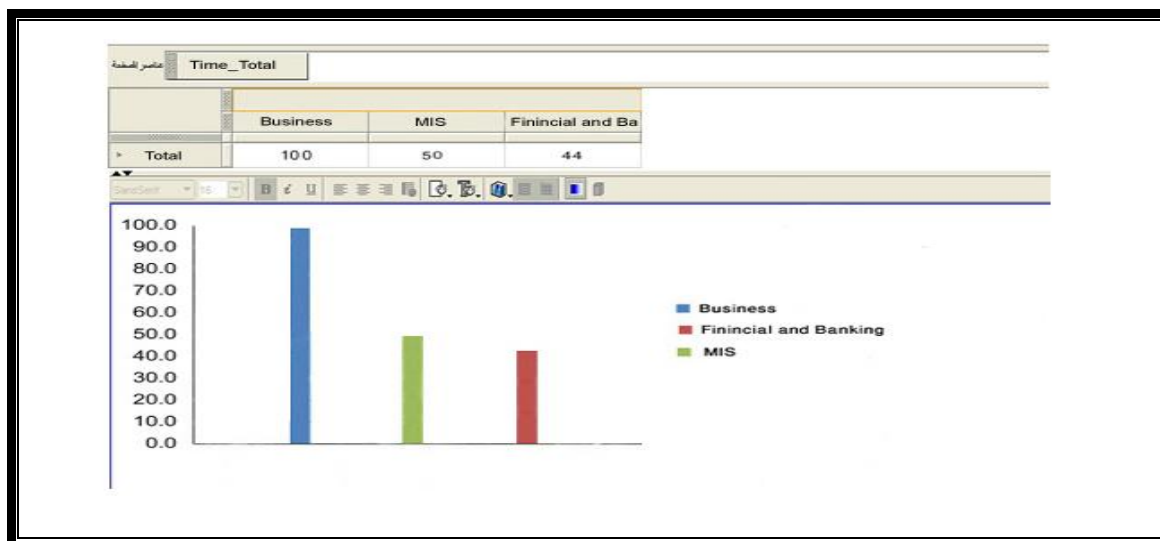 عناصر الصفحة Time_Total
Business MIS Finincial and Ba
Total 100 50 44
SansSerif 16 B i U
100.0
90.0
80.0
70.0
60.0
50.0
40.0
30.0
20.0
10.0
0.0
Business
Finincial and Banking
MIS